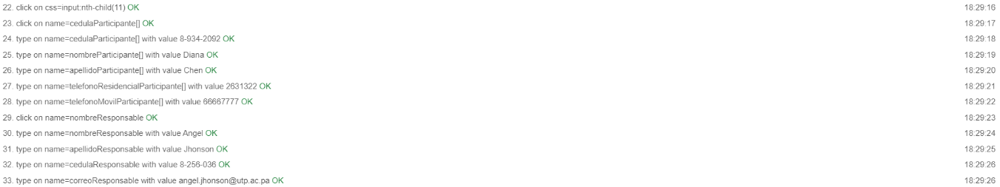 22. click on css=input:nth-child(11) OK 18:29:16
23. click on name=cedulaParticipante[] OK 18:29:17
24. type on name=cedulaParticipante[] with value 8-934-2092 OK 18:29:18
25. type on name=nombreParticipante[] with value Diana OK 18:29:19
26. type on name=apellidoParticipante[] with value Chen OK 18:29:20
27. type on name=telefonoResidencialParticipante[] with value 2631322 OK 18:29:21
28. type on name=telefonoMovilParticipante[] with value 66667777 OK 18:29:22
29. click on name=nombreResponsable OK 18:29:23
30. type on name=nombreResponsable with value Angel OK 18:29:24
31. type on name=apellidoResponsable with value Jhonson OK 18:29:25
32. type on name=cedulaResponsable with value 8-256-036 OK 18:29:26
33. type on name=correoResponsable with value angel.jhonson@utp.ac.pa OK 18:29:26